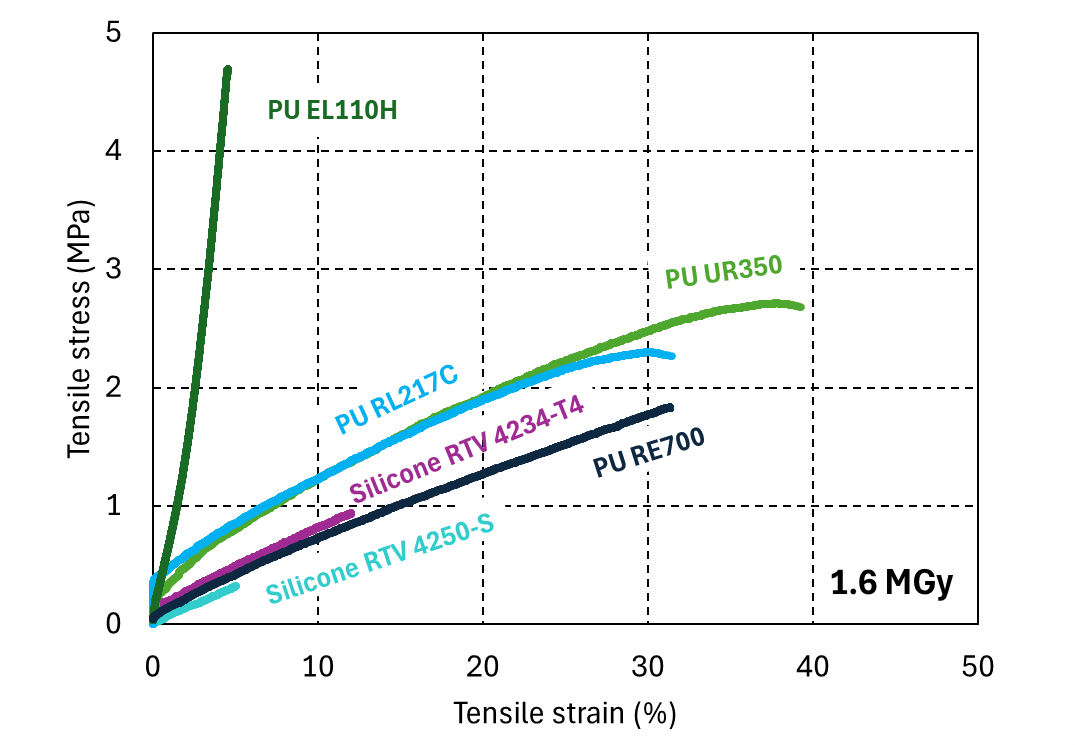 5
4
3
2
1
0
Tensile stress (MPa)
PU EL110H
PU UR350
PU RL217C
Silicone RTV 4234-T4
PU RE700
Silicone RTV 4250-S
1.6 MGy
0 10 20 30 40 50
Tensile strain (%)